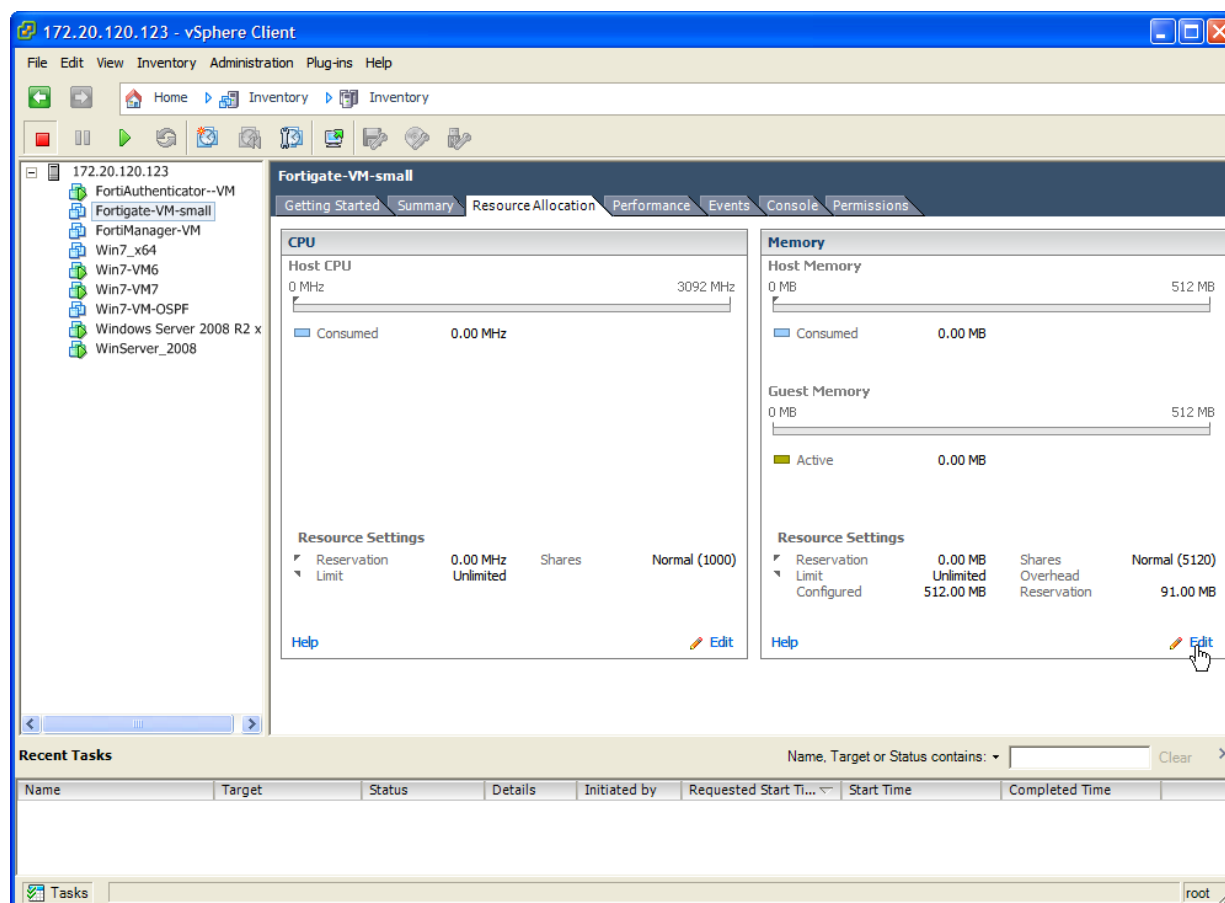 172.20.120.123 - vSphere Client
File Edit View Inventory Administration Plug-ins Help
Home Inventory Inventory
172.20.120.123
FortiAuthenticator--VM
Fortigate-VM-small
FortiManager-VM
Win7_x64
Win7-VM6
Win7-VM7
Win7-VM-OSPF
Windows Server 2008 R2 x
WinServer_2008
Fortigate-VM-small
Getting Started Summary Resource Allocation Performance Events Console Permissions
CPU
Host CPU
0 MHz 3092 MHz
Consumed 0.00 MHz
Resource Settings
Reservation 0.00 MHz Shares Normal (1000)
Limit Unlimited
Help Edit
Memory
Host Memory
0 MB 512 MB
Consumed 0.00 MB
Guest Memory
0 MB 512 MB
Active 0.00 MB
Resource Settings
Reservation 0.00 MB Shares Normal (5120)
Limit Unlimited Overhead
Configured 512.00 MB Reservation 91.00 MB
Help Edit
Recent Tasks Name, Target or Status contains: Clear
Name Target Status Details Initiated by Requested Start Ti... Start Time Completed Time
Tasks root